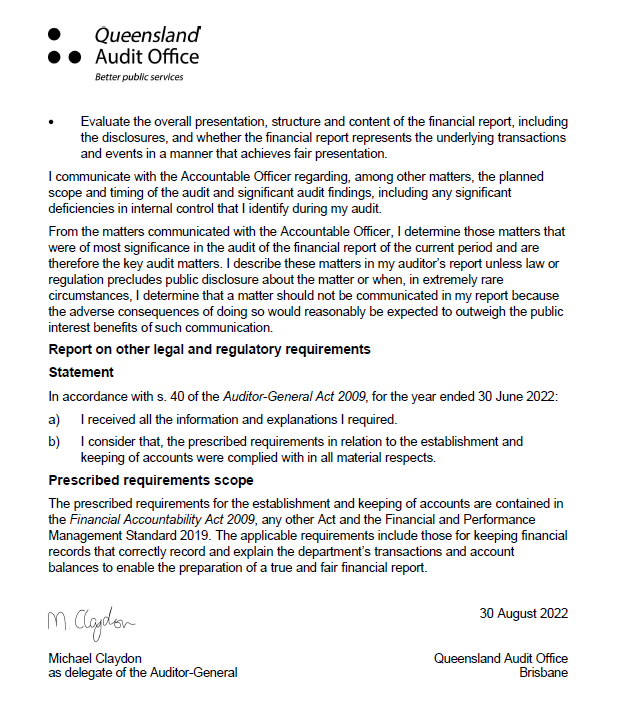 Queensland
Audit Office
Better public services
• Evaluate the overall presentation, structure and content of the financial report, including
the disclosures, and whether the financial report represents the underlying transactions
and events in a manner that achieves fair presentation.
I communicate with the Accountable Officer regarding, among other matters, the planned
scope and timing of the audit and significant audit findings, including any significant
deficiencies in internal control that I identify during my audit.
From the matters communicated with the Accountable Officer, I determine those matters that
were of most significance in the audit of the financial report of the current period and are
therefore the key audit matters. I describe these matters in my auditor's report unless law or
regulation precludes public disclosure about the matter or when, in extremely rare
circumstances, I determine that a matter should not be communicated in my report because
the adverse consequences of doing so would reasonably be expected to outweigh the public
interest benefits of such communication.
Report on other legal and regulatory requirements
Statement
In accordance with s. 40 of the Auditor-General Act 2009, for the year ended 30 June 2022:
a) I received all the information and explanations I required.
b) I consider that, the prescribed requirements in relation to the establishment and
keeping of accounts were complied with in all material respects.
Prescribed requirements scope
The prescribed requirements for the establishment and keeping of accounts are contained in
the Financial Accountability Act 2009, any other Act and the Financial and Performance
Management Standard 2019. The applicable requirements include those for keeping financial
records that correctly record and explain the department's transactions and account
balances to enable the preparation of a true and fair financial report.
M. Claydon
30 August 2022
Michael Claydon
as delegate of the Auditor-General
Queensland Audit Office
Brisbane